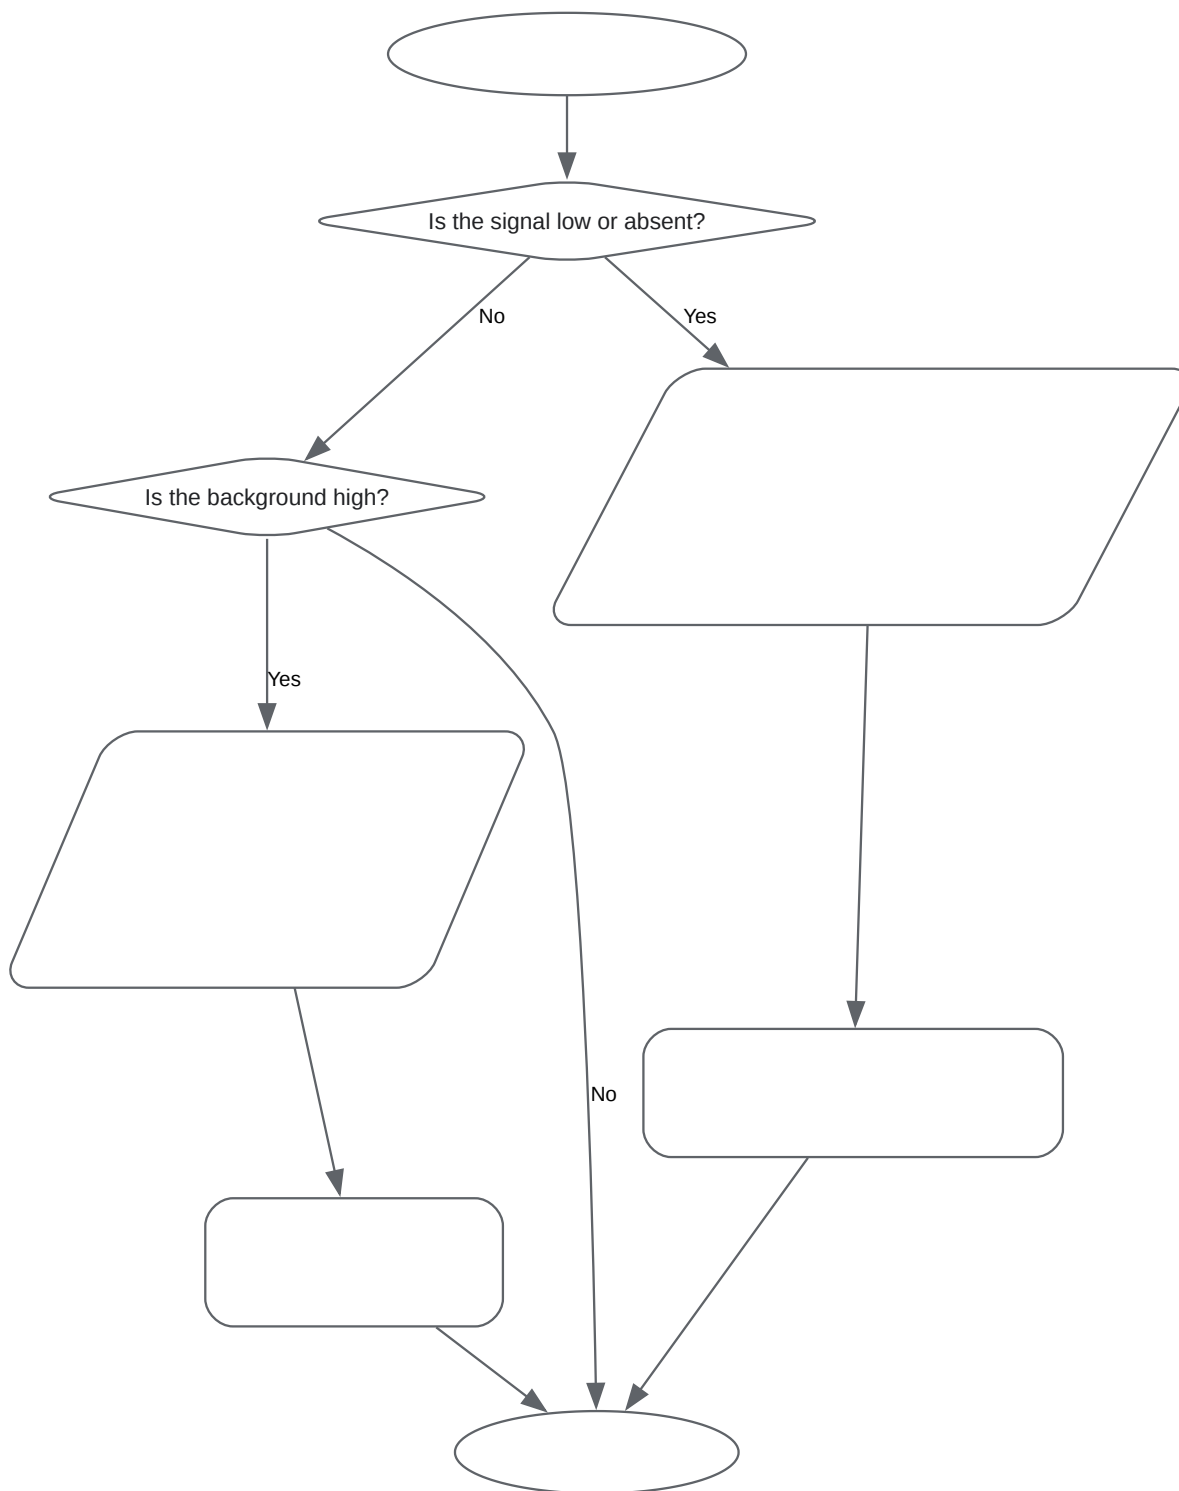 Is the signal low or absent?
No
Yes
Is the background high?
Yes
No